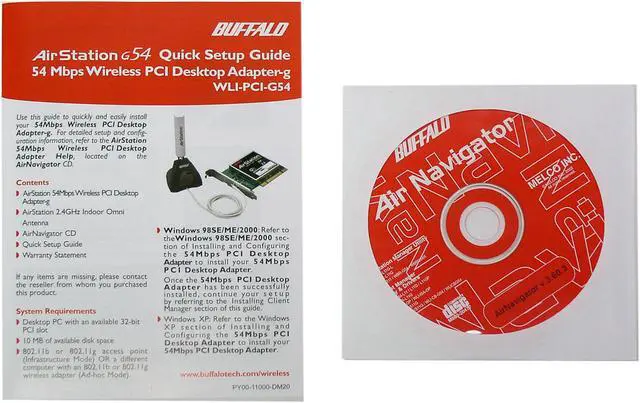 BUFFALO
AirStation G54 Quick Setup Guide
54 Mbps Wireless PCI Desktop Adapter-g
WLI-PCI-G54
Use this guide to quickly and easily install
your 54Mbps Wireless PCI Desktop
Adapter-g. For detailed setup and config-
uration information, refer to the AirStation
54Mbps Wireless PCI Desktop
Adapter Help, located on the
AirNavigator CD.
Contents
AirStation 54Mbps Wireless PCI Desktop
Adapter-g
AirStation 2.4GHz Indoor Omni
Antenna
AirNavigator CD
Quick Setup Guide
Warranty Statement
If any items are missing, please contact
the reseller from whom you purchased
this product.
System Requirements
Desktop PC with an available 32-bit
PCI slot
10 MB of available disk space
802.11b or 802.11g access point
(Infrastructure Mode) OR a different
computer with an 802.11b or 802.11g
wireless adapter (Ad-hoc Mode).
Windows 98SE/ME/2000: Refer to
the Windows 98SE/ME/2000 sec-
tion of Installing and Configuring
the 54Mbps PCI Desktop
Adapter to install your 54Mbps
PCI Desktop Adapter.
Once the 54Mbps PCI Desktop
Adapter has been successfully
installed, continue your setup
by referring to the Installing Client
Manager section of this guide.
Windows XP: Refer to the Windows
XP section of Installing and
Configuring the 54Mbps PCI
Desktop Adapter to install your
54Mbps PCI Desktop Adapter.
www.buffalotech.com/wireless
PY00-11000-DM20
BUFFALO
Air Navigator
MELCO INC.
AirNavigator v.3.60.3
disc